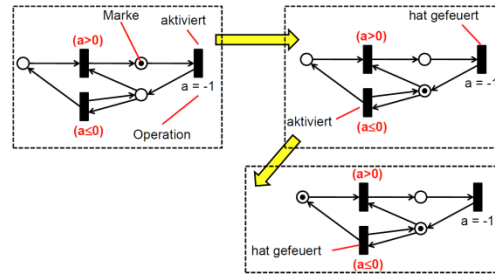 Marke
aktiviert
(a>0)
a = -1
(a≤0)
Operation
hat gefeuert
(a>0)
a = -1
aktiviert
(a≤0)
(a>0)
a = -1
hat gefeuert
(a≤0)